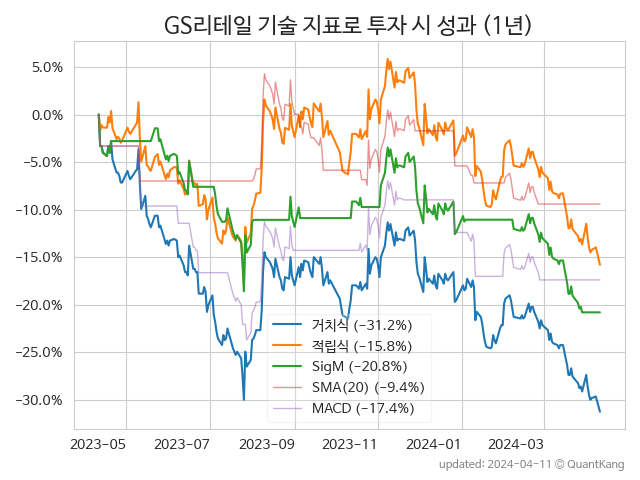 GS리테일 기술 지표로 투자 시 성과 (1년)
5.0%
0.0%
−5.0%
−10.0%
−15.0%
−20.0%
−25.0%
−30.0%
거치식 (−31.2%)
적립식 (−15.8%)
SigM (−20.8%)
SMA(20) (−9.4%)
MACD (−17.4%)
2023-05 2023-07 2023-09 2023-11 2024-01 2024-03
updated: 2024-04-11 © QuantKang